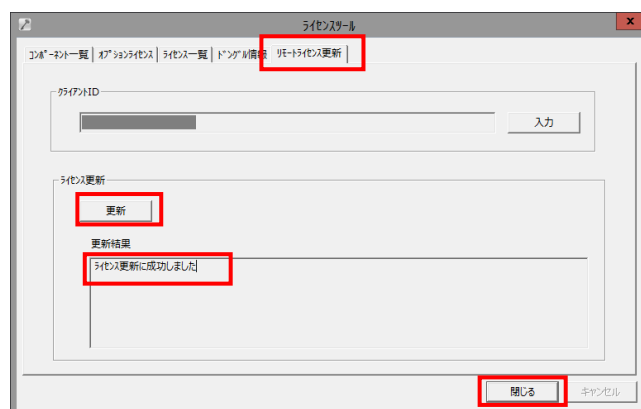 ライセンスツール
コンポーネント一覧 オプションライセンス ライセンス一覧 ドングル情報 リモートライセンス更新
クライアントID
入力
ライセンス更新
更新
更新結果
ライセンス更新に成功しました
閉じる キャンセル